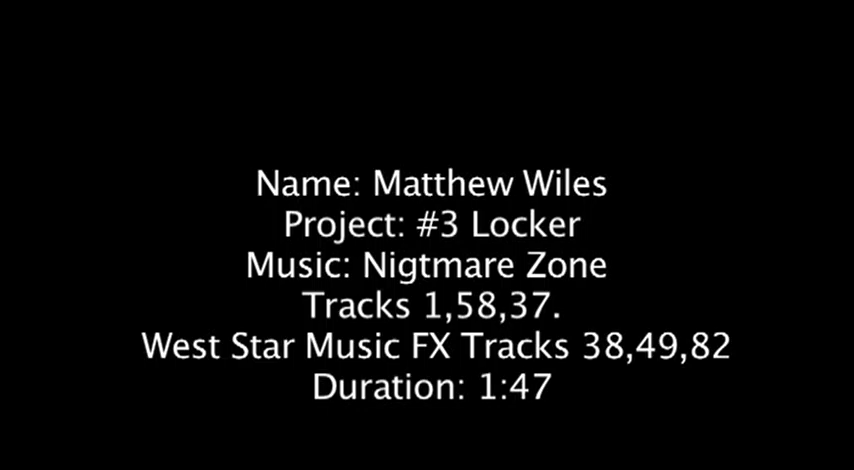 Name: Matthew Wiles
Project: #3 Locker
Music: Nigtmare Zone
Tracks 1,58,37.
West Star Music FX Tracks 38,49,82
Duration: 1:47